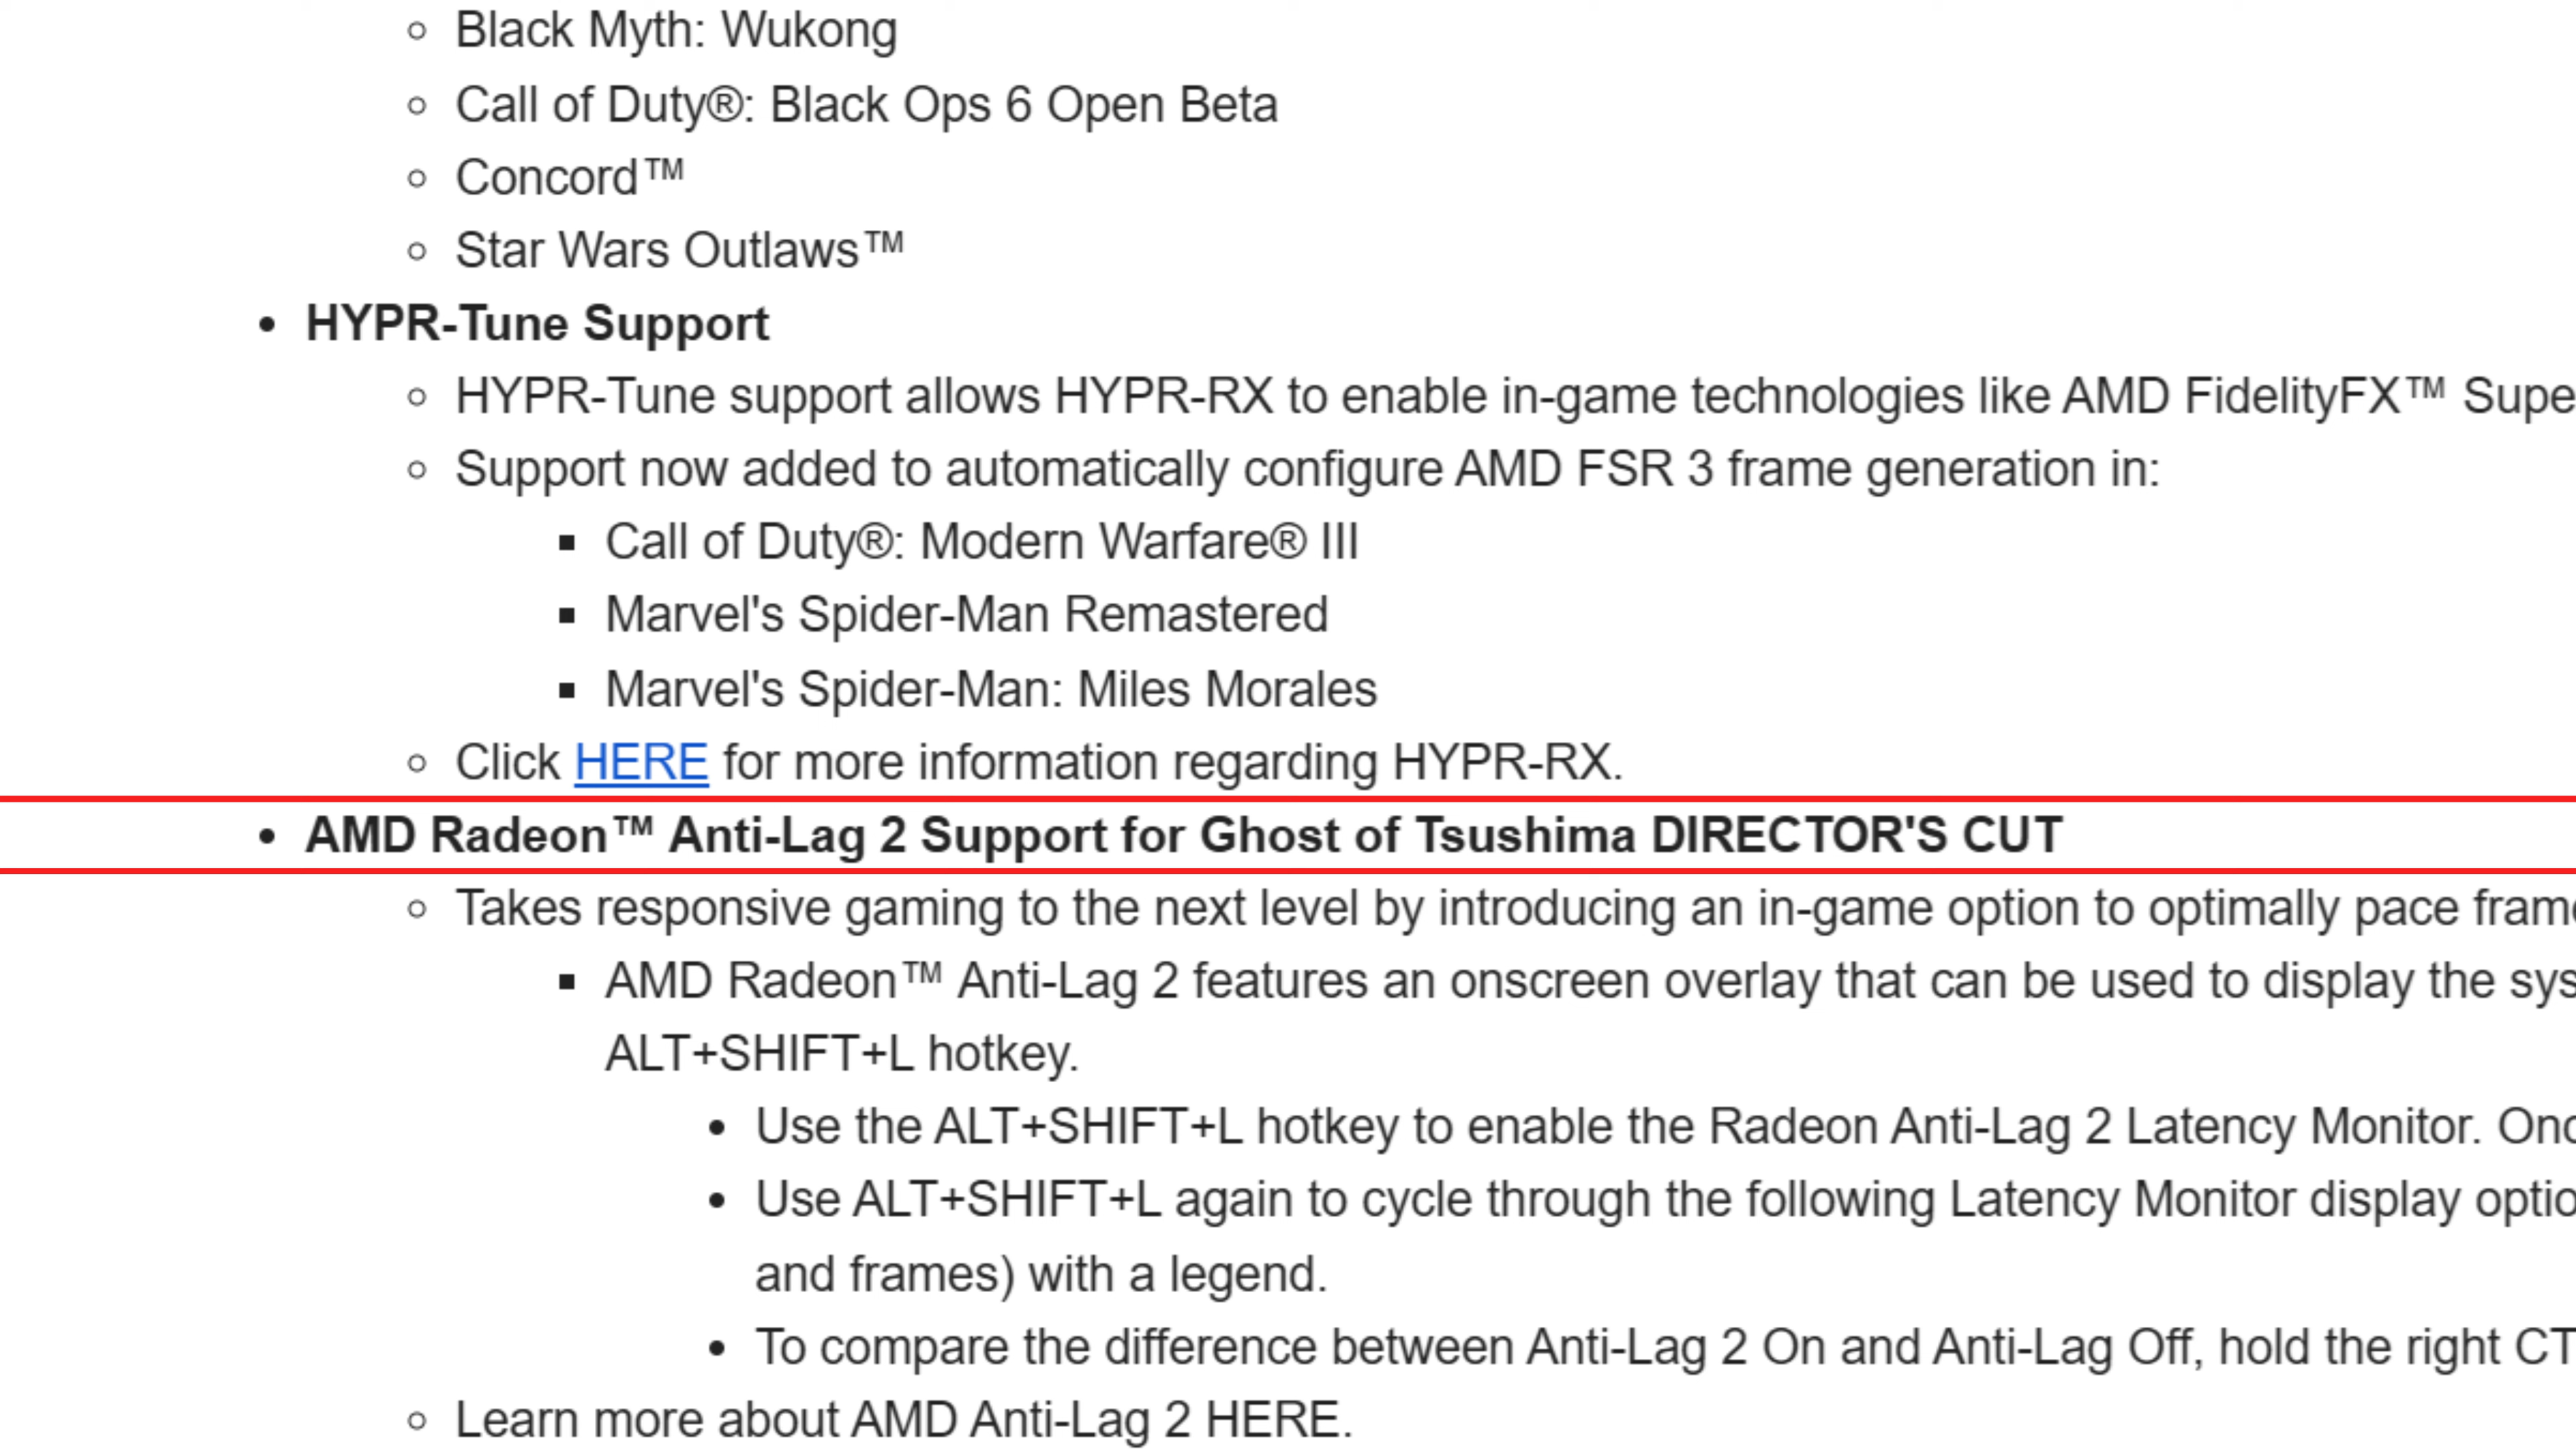 Black Myth: Wukong
Call of Duty®: Black Ops 6 Open Beta
Concord™
Star Wars Outlaws™
HYPR-Tune Support
HYPR-Tune support allows HYPR-RX to enable in-game technologies like AMD FidelityFX™ Supe
Support now added to automatically configure AMD FSR 3 frame generation in:
Call of Duty®: Modern Warfare® III
Marvel's Spider-Man Remastered
Marvel's Spider-Man: Miles Morales
Click HERE for more information regarding HYPR-RX.
AMD Radeon™ Anti-Lag 2 Support for Ghost of Tsushima DIRECTOR'S CUT
Takes responsive gaming to the next level by introducing an in-game option to optimally pace frame
AMD Radeon™ Anti-Lag 2 features an onscreen overlay that can be used to display the sys
ALT+SHIFT+L hotkey.
Use the ALT+SHIFT+L hotkey to enable the Radeon Anti-Lag 2 Latency Monitor. Onc
Use ALT+SHIFT+L again to cycle through the following Latency Monitor display optio
and frames) with a legend.
To compare the difference between Anti-Lag 2 On and Anti-Lag Off, hold the right CT
Learn more about AMD Anti-Lag 2 HERE.